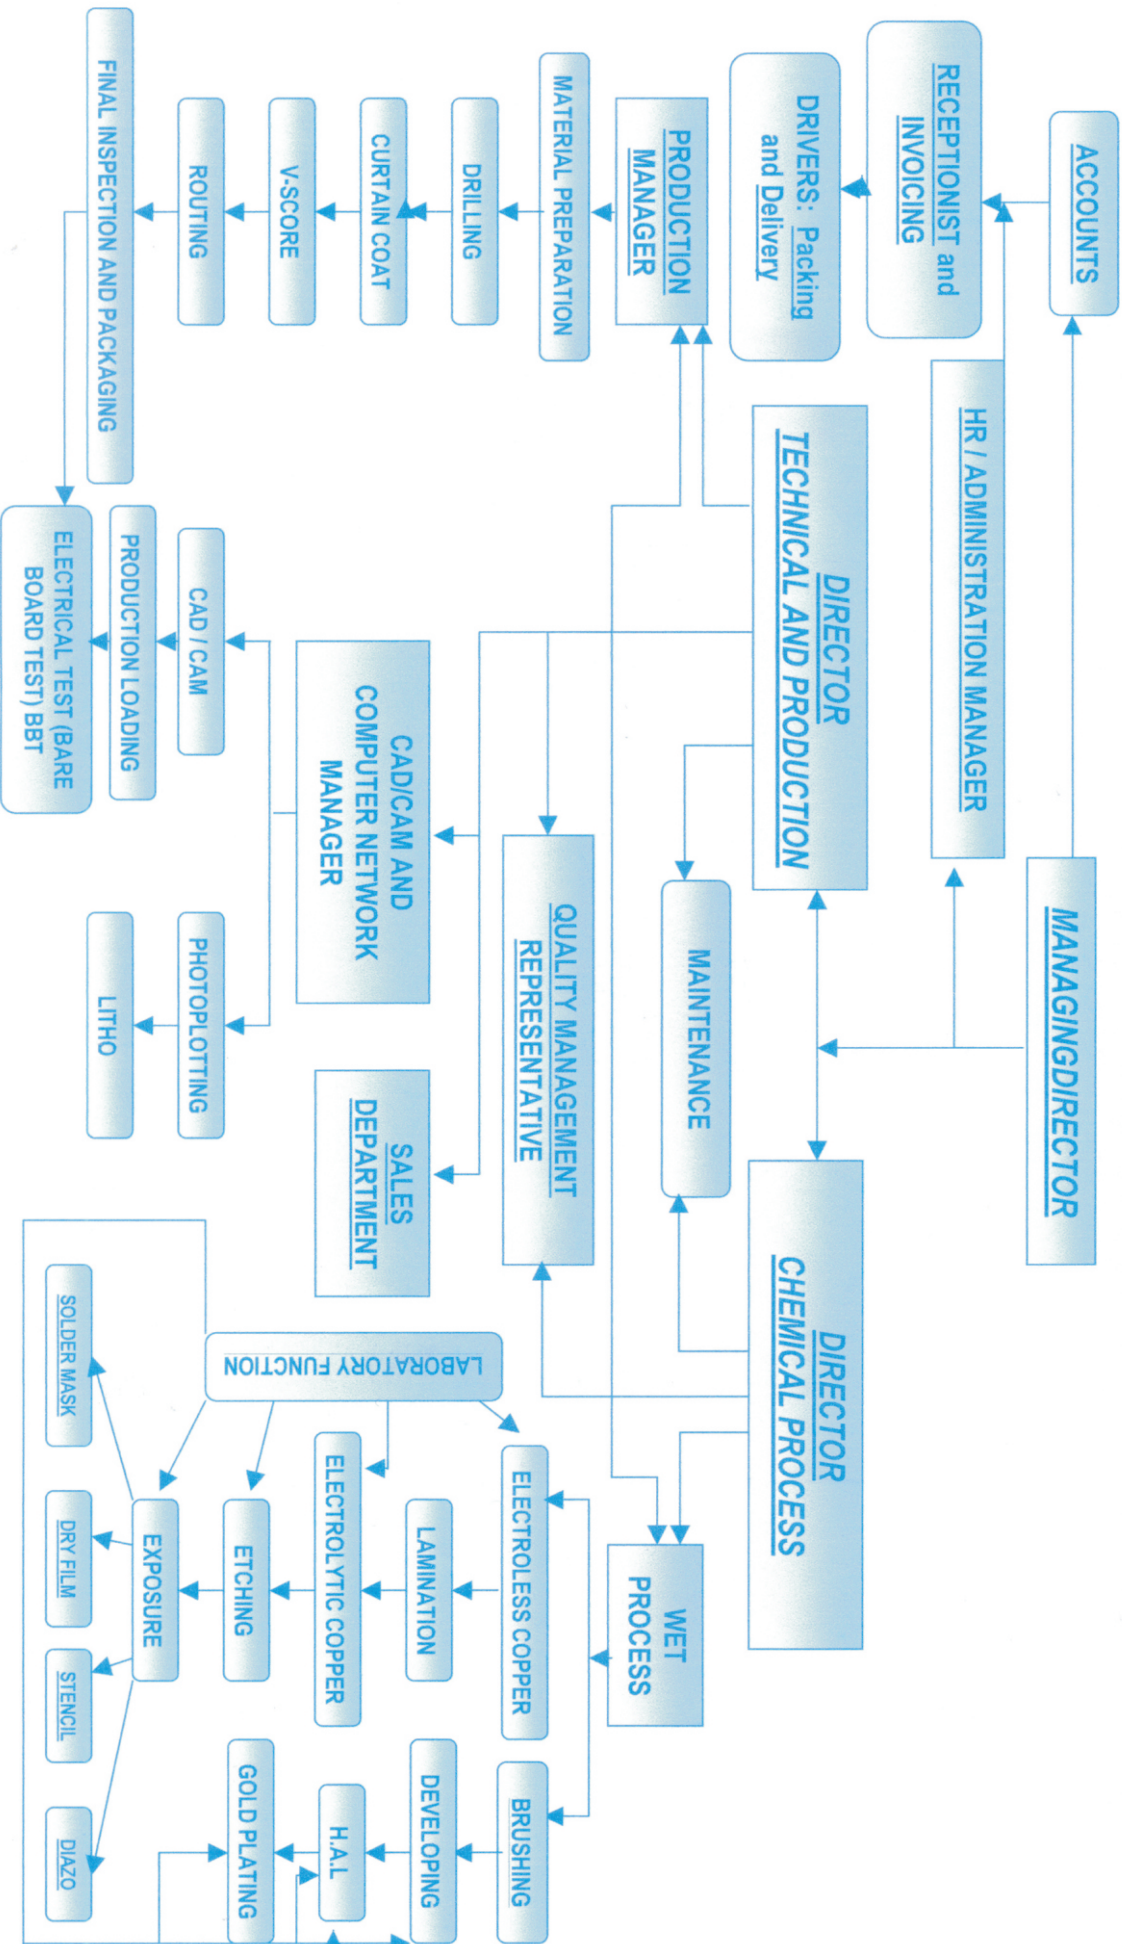 MANAGINGDIRECTOR
ACCOUNTS
HR / ADMINISTRATION MANAGER
RECEPTIONIST and
INVOICING
DRIVERS: Packing
and Delivery
DIRECTOR
TECHNICAL AND PRODUCTION
DIRECTOR
CHEMICAL PROCESS
PRODUCTION
MANAGER
MAINTENANCE
WET
PROCESS
QUALITY MANAGEMENT
REPRESENTATIVE
MATERIAL PREPARATION
DRILLING
CURTAIN COAT
V-SCORE
ROUTING
FINAL INSPECTION AND PACKAGING
CAD/CAM AND
COMPUTER NETWORK
MANAGER
SALES
DEPARTMENT
CAD / CAM
PRODUCTION LOADING
ELECTRICAL TEST (BARE
BOARD TEST) BBT
PHOTOPLOTTING
LITHO
LABORATORY FUNCTION
ELECTROLESS COPPER
LAMINATION
ELECTROLYTIC COPPER
ETCHING
EXPOSURE
BRUSHING
DEVELOPING
H.A.L
GOLD PLATING
SOLDER MASK
DRY FILM
STENCIL
DIAZO